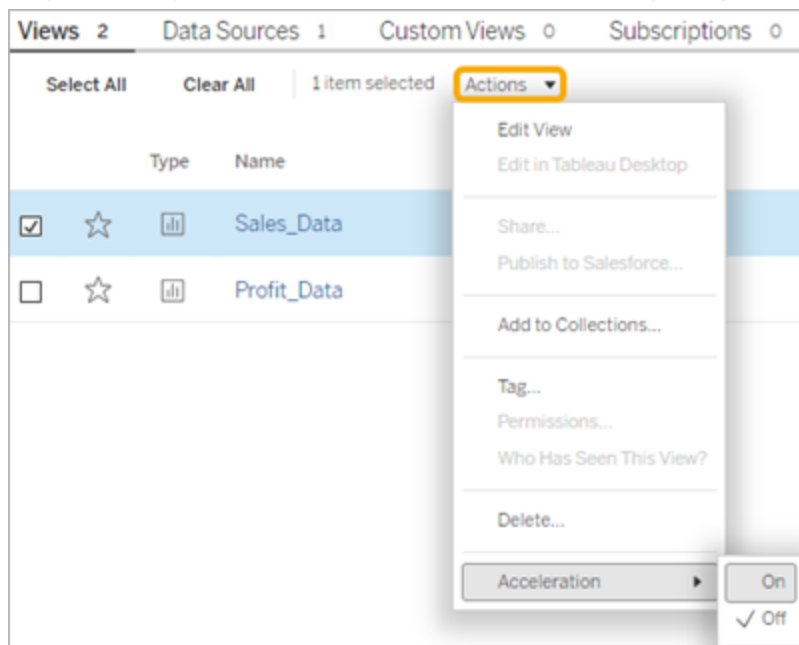 Views 2 Data Sources 1 Custom Views 0 Subscriptions 0
Select All Clear All 1 item selected Actions
Type Name
Sales_Data
Profit_Data
Edit View
Edit in Tableau Desktop
Share...
Publish to Salesforce...
Add to Collections...
Tag...
Permissions...
Who Has Seen This View?
Delete...
Acceleration
On
Off